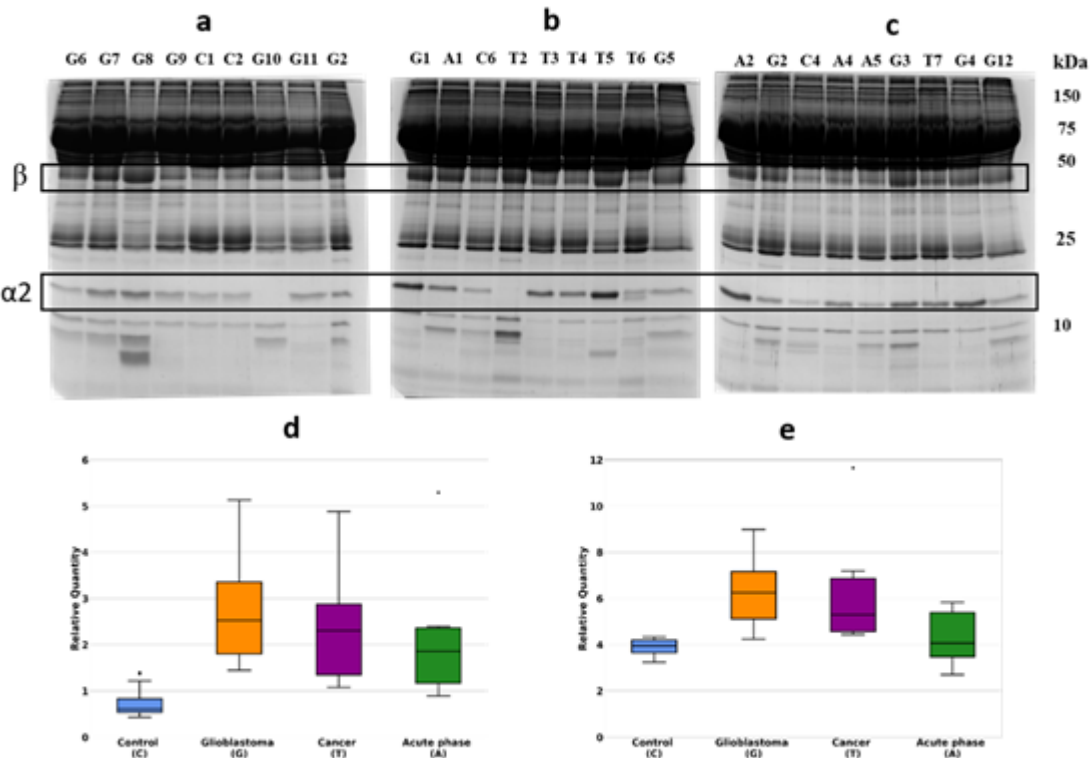 a b c
G6 G7 G8 G9 C1 C2 G10 G11 G2
G1 A1 C6 T2 T3 T4 T5 T6 G5
A2 G2 C4 A4 A5 G3 T7 G4 G12
kDa
150
75
50
β
25
α2
10
d
6
5
4
3
2
1
0
Relative Quantity
Control
(C)
Glioblastoma
(G)
Cancer
(T)
Acute phase
(A)
e
12
10
8
6
4
2
0
Relative Quantity
Control
(C)
Glioblastoma
(G)
Cancer
(T)
Acute phase
(A)